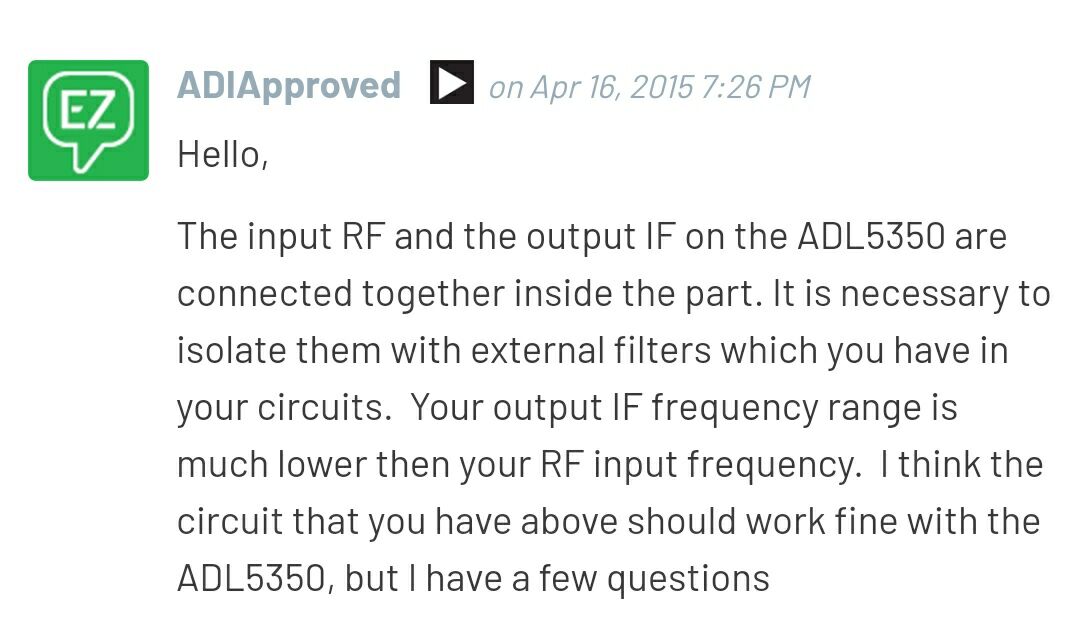 EZ
ADIApproved on Apr 16, 2015 7:26 PM
Hello,
The input RF and the output IF on the ADL5350 are
connected together inside the part. It is necessary to
isolate them with external filters which you have in
your circuits.  Your output IF frequency range is
much lower then your RF input frequency.  I think the
circuit that you have above should work fine with the
ADL5350, but I have a few questions